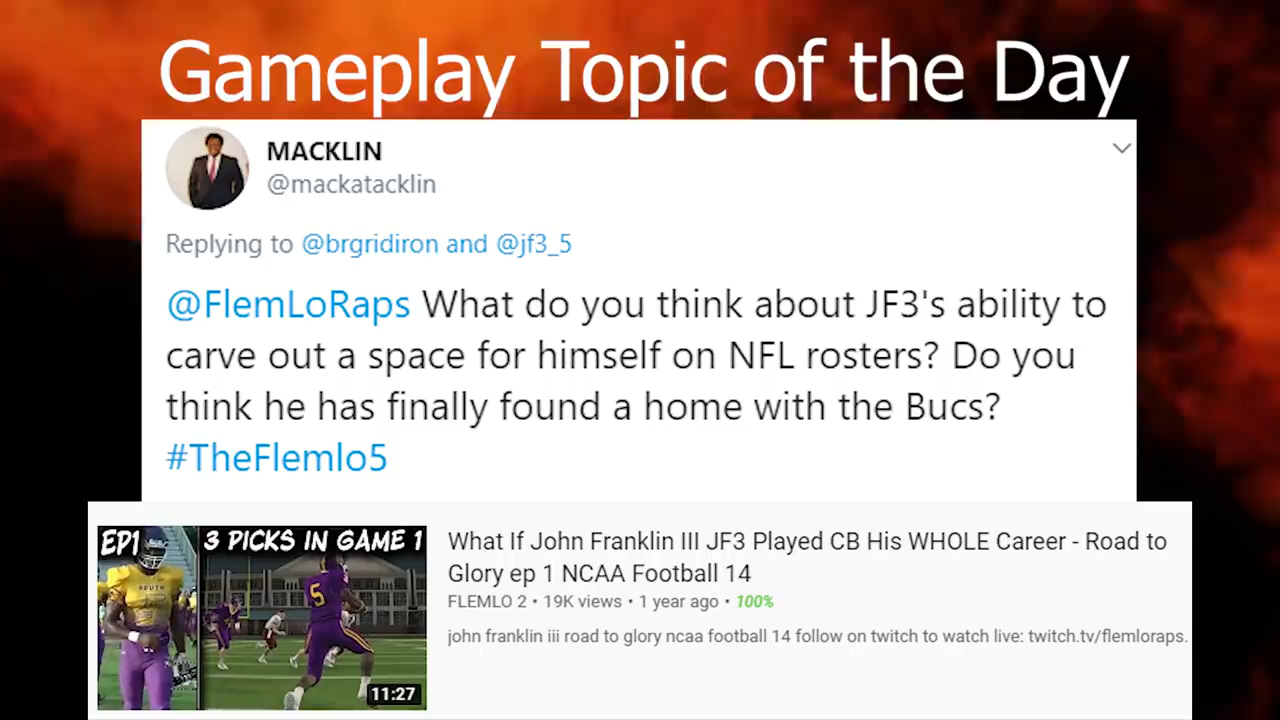 Gameplay Topic of the Day
MACKLIN
@mackatacklin
Replying to @brgridiron and @jf3_5
@FlemLoRaps What do you think about JF3's ability to
carve out a space for himself on NFL rosters? Do you
think he has finally found a home with the Bucs?
#TheFlemlo5
EP1
3 PICKS IN GAME 1
SOUTH
5
11:27
What If John Franklin III JF3 Played CB His WHOLE Career - Road to
Glory ep 1 NCAA Football 14
FLEMLO 2 • 19K views • 1 year ago • 100%
john franklin iii road to glory ncaa football 14 follow on twitch to watch live: twitch.tv/flemloraps.